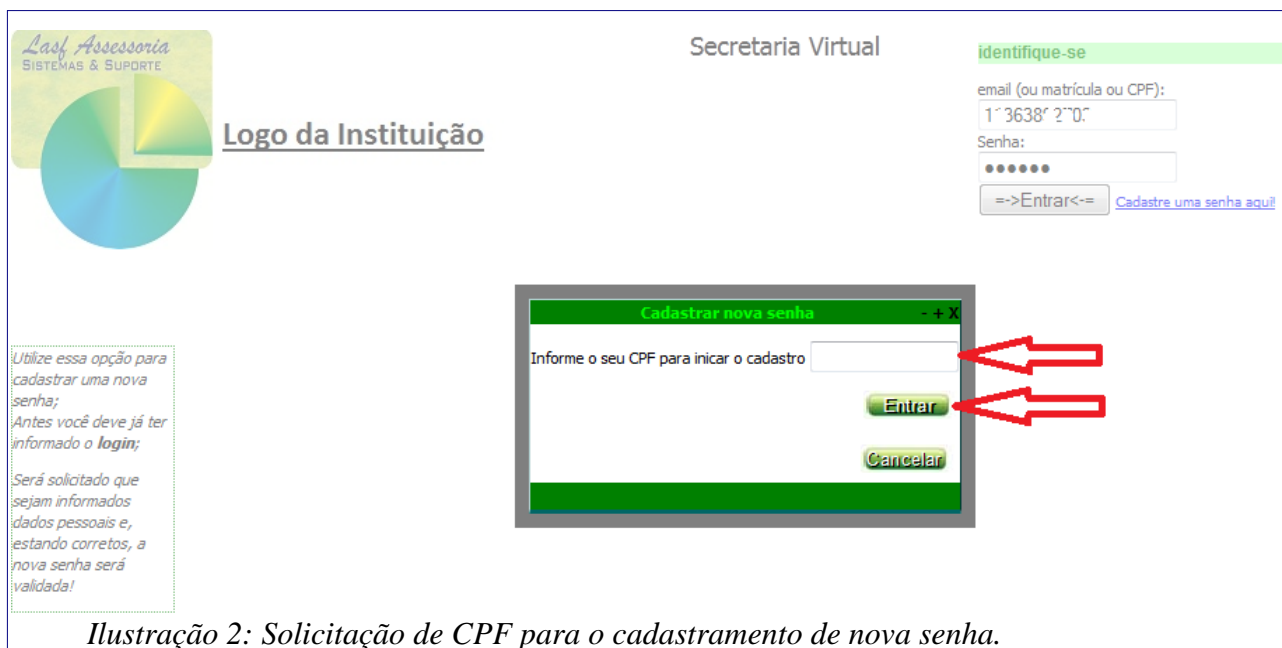 Lasf Assessoria
SISTEMAS & SUPORTE
Logo da Instituição
Secretaria Virtual
identifique-se
email (ou matrícula ou CPF):
Senha:
●●●●●●
=->Entrar<-=
Cadastre uma senha aqui!
Cadastrar nova senha
- + X
Informe o seu CPF para inicar o cadastro
Entrar
Cancelar
Utilize essa opção para
cadastrar uma nova
senha;
Antes você deve já ter
informado o login;
Será solicitado que
sejam informados
dados pessoais e,
estando corretos, a
nova senha será
validada!
Ilustração 2: Solicitação de CPF para o cadastramento de nova senha.